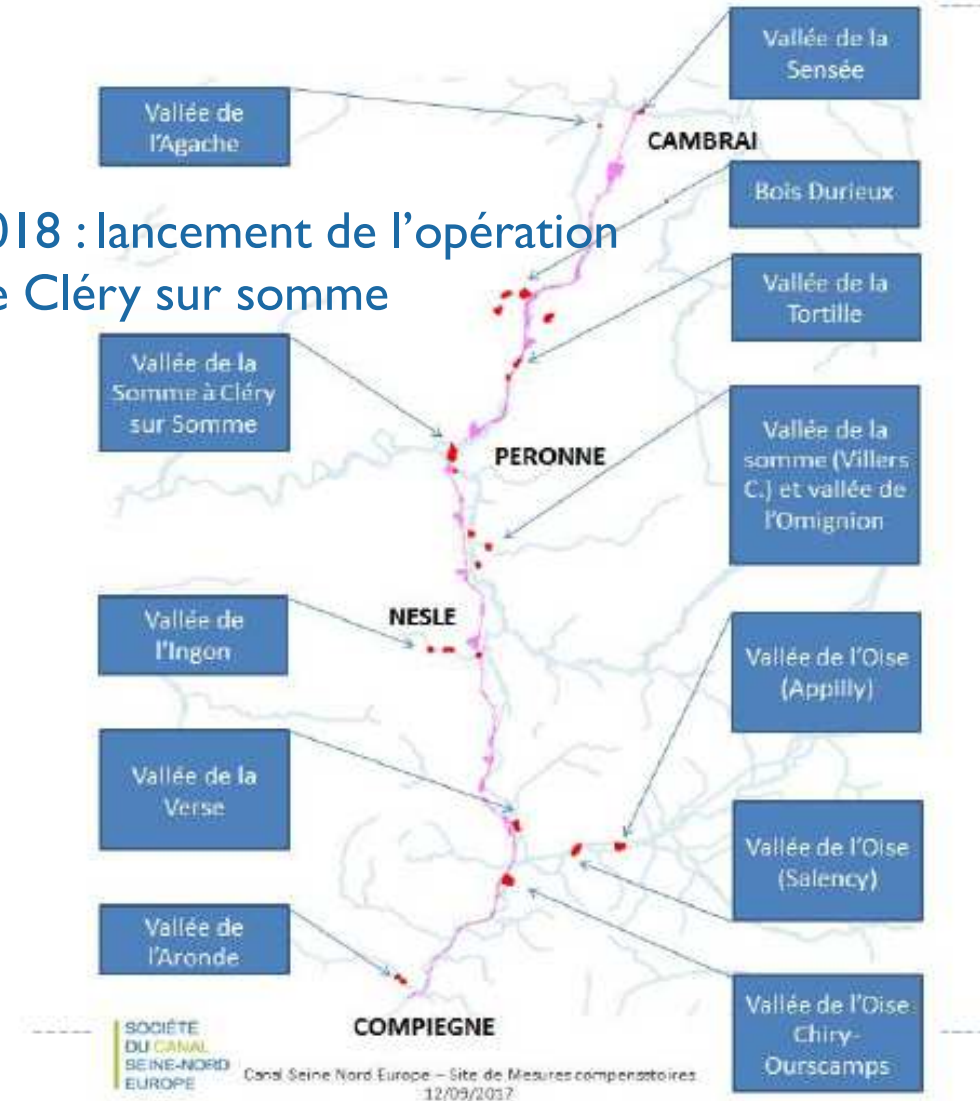 Vallée de la
Sensée
Vallée de
l'Agache
CAMBRAI
Bois Durieux
018 : lancement de l'opération
e Cléry sur somme
Vallée de la
Tortille
Vallée de la
Somme à Cléry
sur Somme
PERONNE
Vallée de la
somme (Villers
C.) et vallée de
l'Omignion
NESLE
Vallée de
l'Ingon
Vallée de l'Oise
(Appilly)
Vallée de la
Verse
Vallée de l'Oise
(Salency)
Vallée de
l'Aronde
Vallée de l'Oise
Chiry-
Ourscamps
COMPIEGNE
SOCIÉTÉ
DU CANAL
SEINE-NORD
EUROPE
Canal Seine Nord Europe – Site de Mesures compensatoires
12/09/2017